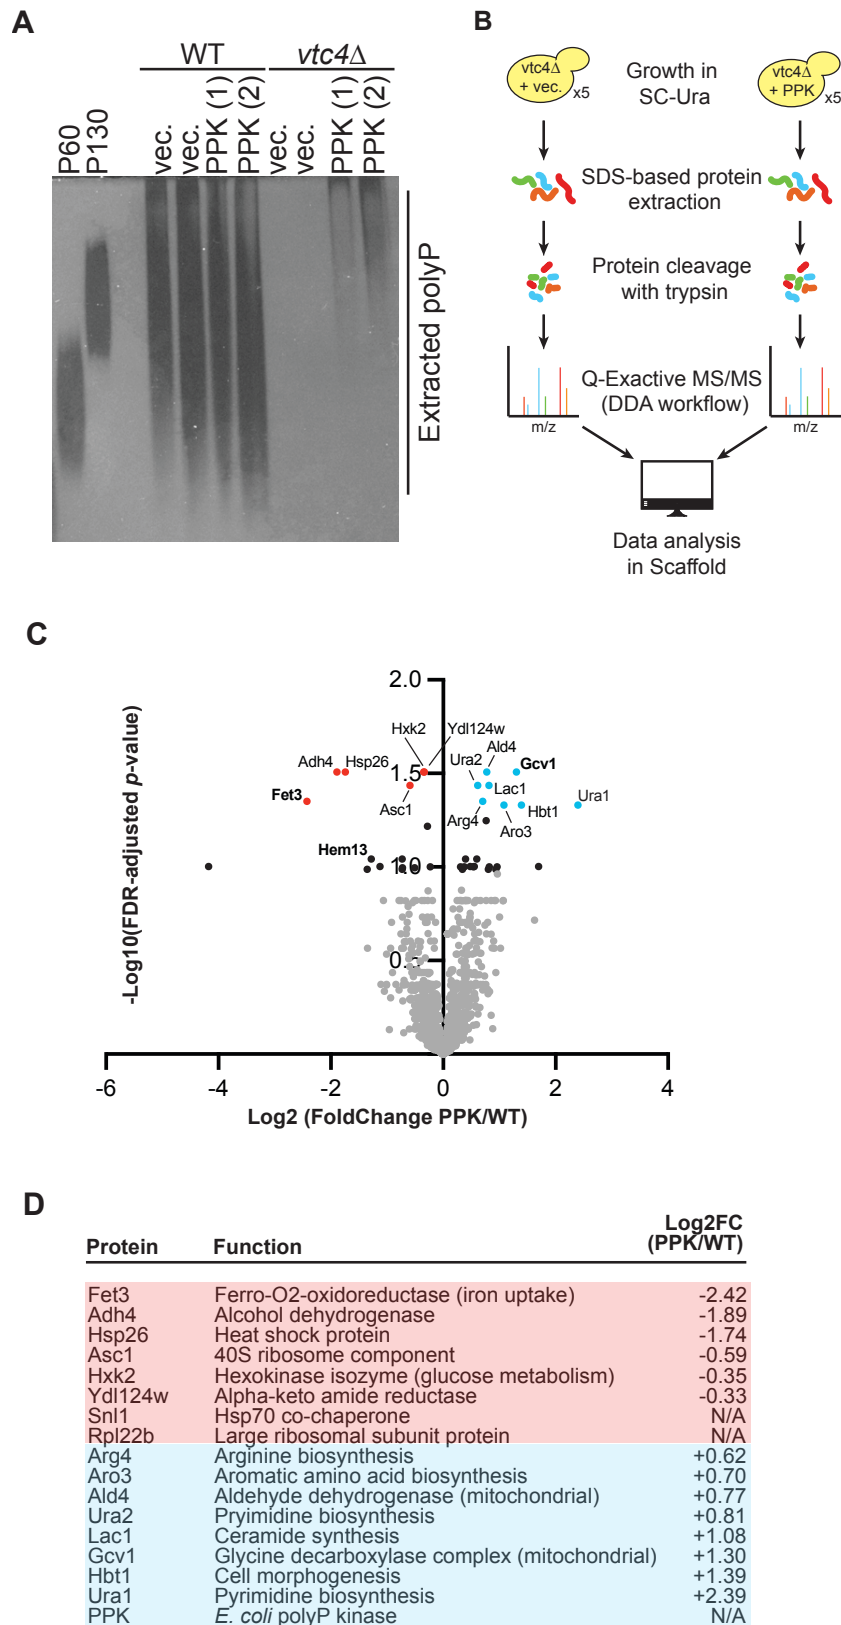 A
WT
vtc4Δ
P60
P130
vec.
vec.
PPK (1)
PPK (2)
vec.
vec.
PPK (1)
PPK (2)
Extracted polyP
B
vtc4Δ
+ vec.
x5
Growth in
SC-Ura
vtc4Δ
+ PPK
x5
SDS-based protein
extraction
Protein cleavage
with trypsin
Q-Exactive MS/MS
(DDA workflow)
m/z
m/z
Data analysis
in Scaffold
C
-Log10(FDR-adjusted p-value)
2.0
Hxk2
Ydl124w
Adh4
Hsp26
Ura2
Ald4
Gcv1
1.5
Fet3
Asc1
Lac1
Arg4
Aro3
Hbt1
Ura1
Hem13
1.0
-6
-4
-2
0
2
4
Log2 (FoldChange PPK/WT)
D
Protein Function Log2FC
(PPK/WT)
Fet3 Ferro-O2-oxidoreductase (iron uptake) -2.42
Adh4 Alcohol dehydrogenase -1.89
Hsp26 Heat shock protein -1.74
Asc1 40S ribosome component -0.59
Hxk2 Hexokinase isozyme (glucose metabolism) -0.35
Ydl124w Alpha-keto amide reductase -0.33
Snl1 Hsp70 co-chaperone N/A
Rpl22b Large ribosomal subunit protein N/A
Arg4 Arginine biosynthesis +0.62
Aro3 Aromatic amino acid biosynthesis +0.70
Ald4 Aldehyde dehydrogenase (mitochondrial) +0.77
Ura2 Pryimidine biosynthesis +0.81
Lac1 Ceramide synthesis +1.08
Gcv1 Glycine decarboxylase complex (mitochondrial) +1.30
Hbt1 Cell morphogenesis +1.39
Ura1 Pyrimidine biosynthesis +2.39
PPK E. coli polyP kinase N/A